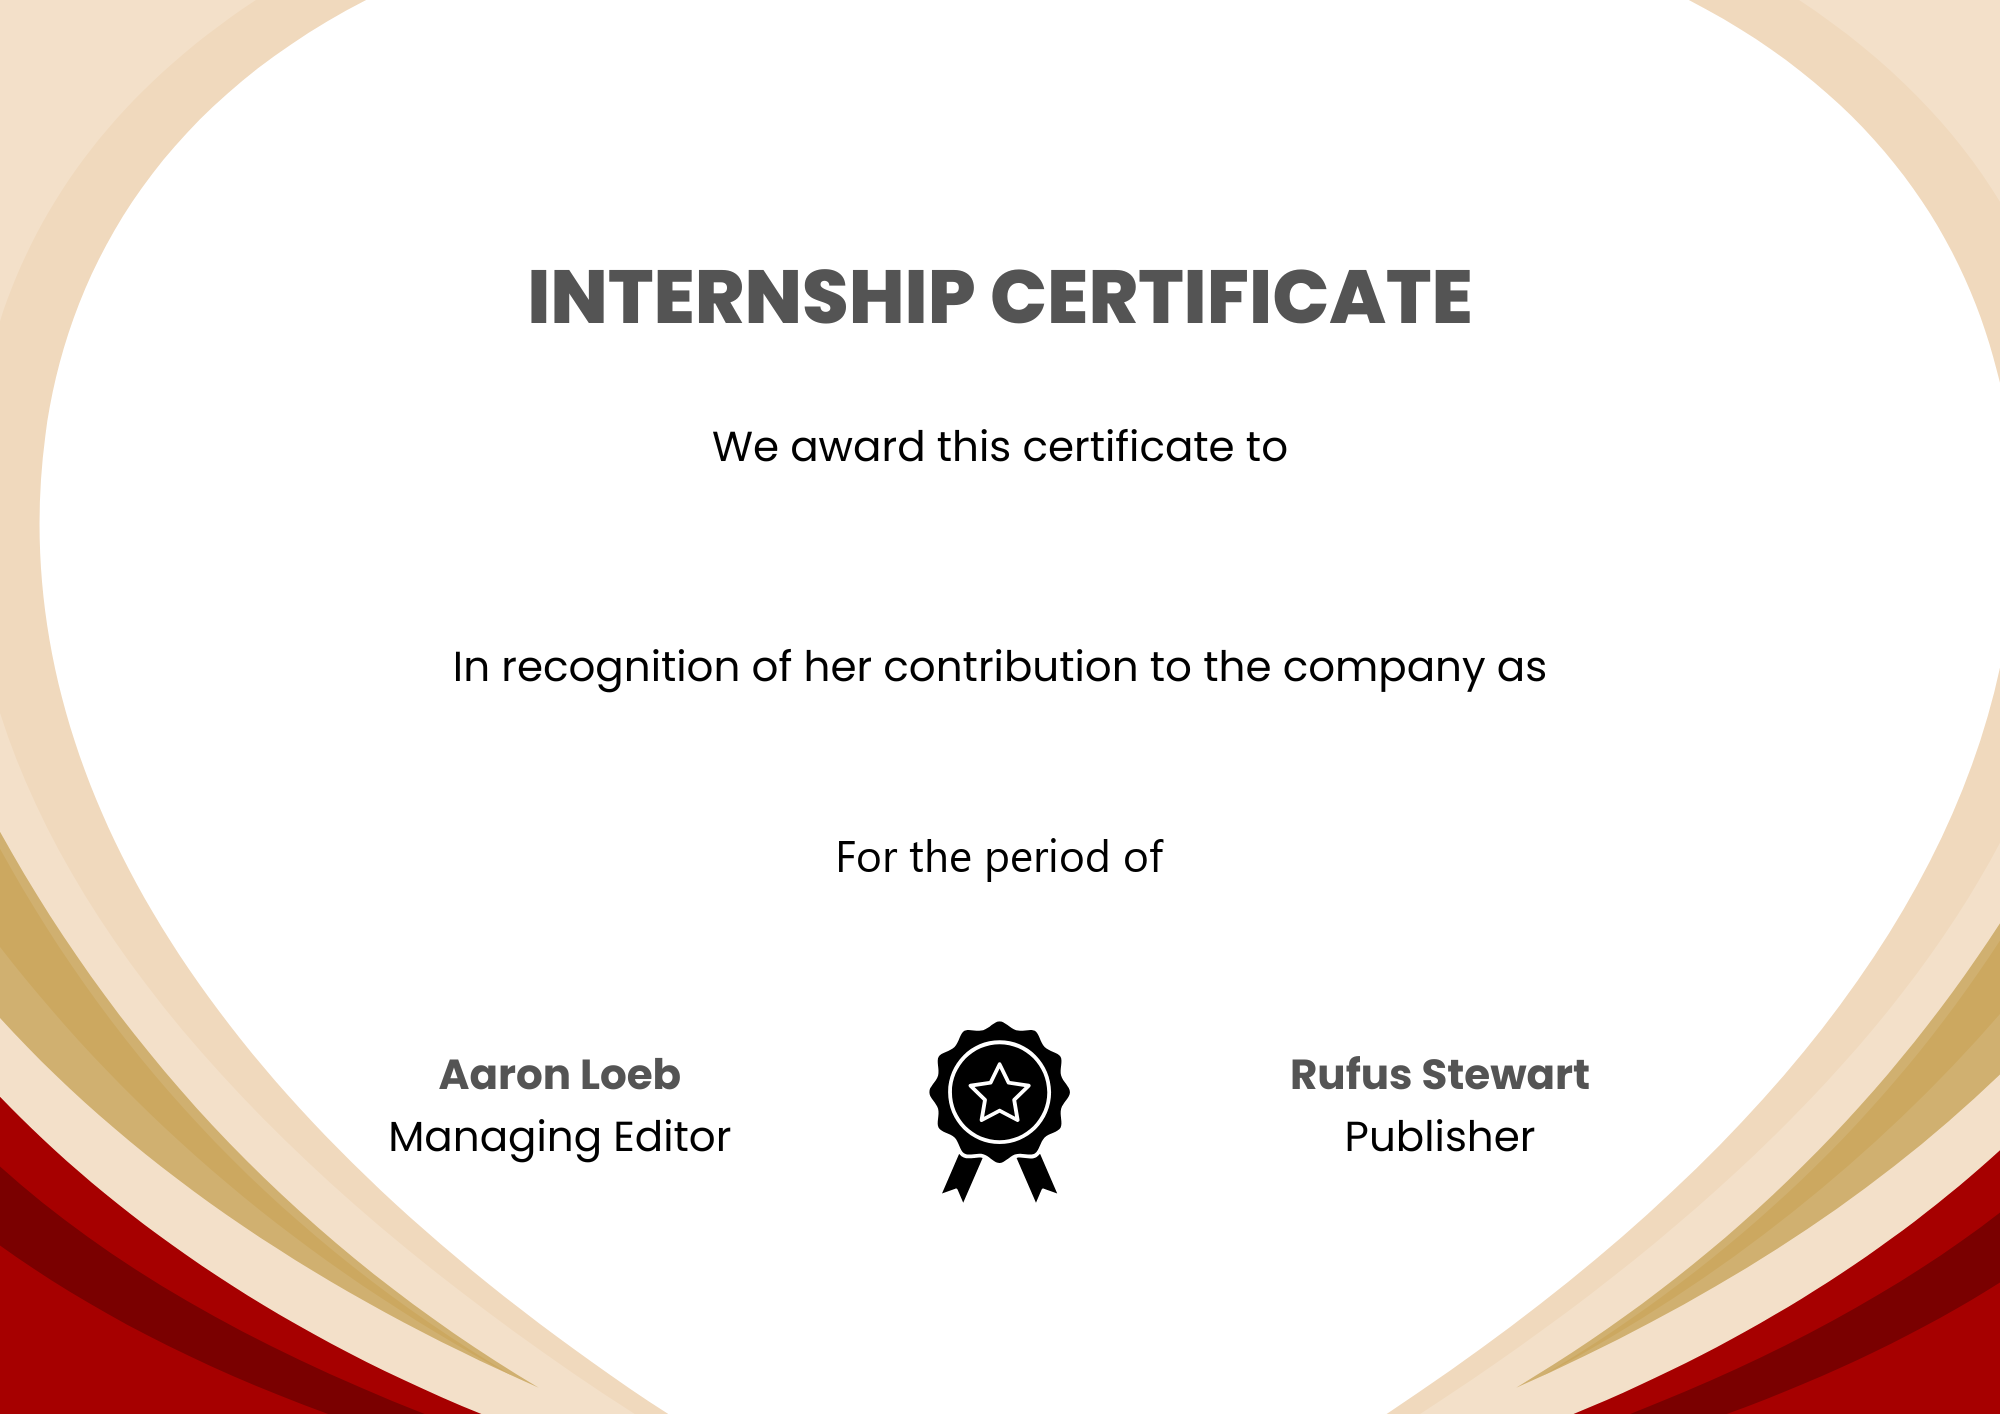 INTERNSHIP CERTIFICATE
We award this certificate to
In recognition of her contribution to the company as
For the period of
Aaron Loeb
Managing Editor
Rufus Stewart
Publisher